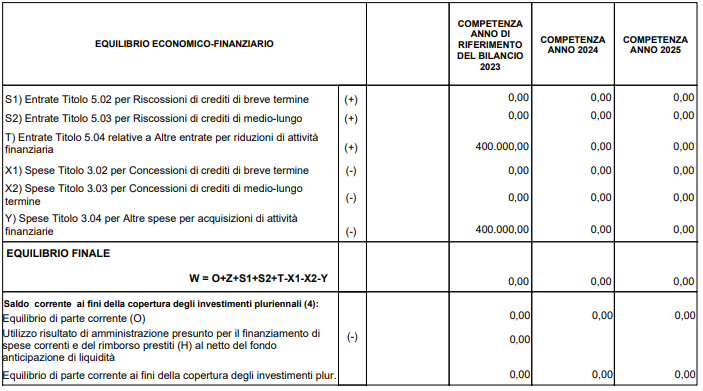 EQUILIBRIO ECONOMICO-FINANZIARIO
COMPETENZA
ANNO DI
RIFERIMENTO
DEL BILANCIO
2023
COMPETENZA
ANNO 2024
COMPETENZA
ANNO 2025
S1) Entrate Titolo 5.02 per Riscossioni di crediti di breve termine (+) 0,00 0,00 0,00
S2) Entrate Titolo 5.03 per Riscossioni di crediti di medio-lungo (+) 0,00 0,00 0,00
T) Entrate Titolo 5.04 relative a Altre entrate per riduzioni di attività
finanziaria (+) 400.000,00 0,00 0,00
X1) Spese Titolo 3.02 per Concessioni di crediti di breve termine (-) 0,00 0,00 0,00
X2) Spese Titolo 3.03 per Concessioni di crediti di medio-lungo
termine (-) 0,00 0,00 0,00
Y) Spese Titolo 3.04 per Altre spese per acquisizioni di attività
finanziarie (-) 400.000,00 0,00 0,00
EQUILIBRIO FINALE
W = O+Z+S1+S2+T-X1-X2-Y 0,00 0,00 0,00
Saldo corrente ai fini della copertura degli investimenti pluriennali (4):
Equilibrio di parte corrente (O) 0,00 0,00 0,00
Utilizzo risultato di amministrazione presunto per il finanziamento di
spese correnti e del rimborso prestiti (H) al netto del fondo (-) 0,00
anticipazione di liquidità
Equilibrio di parte corrente ai fini della copertura degli investimenti plur. 0,00 0,00 0,00